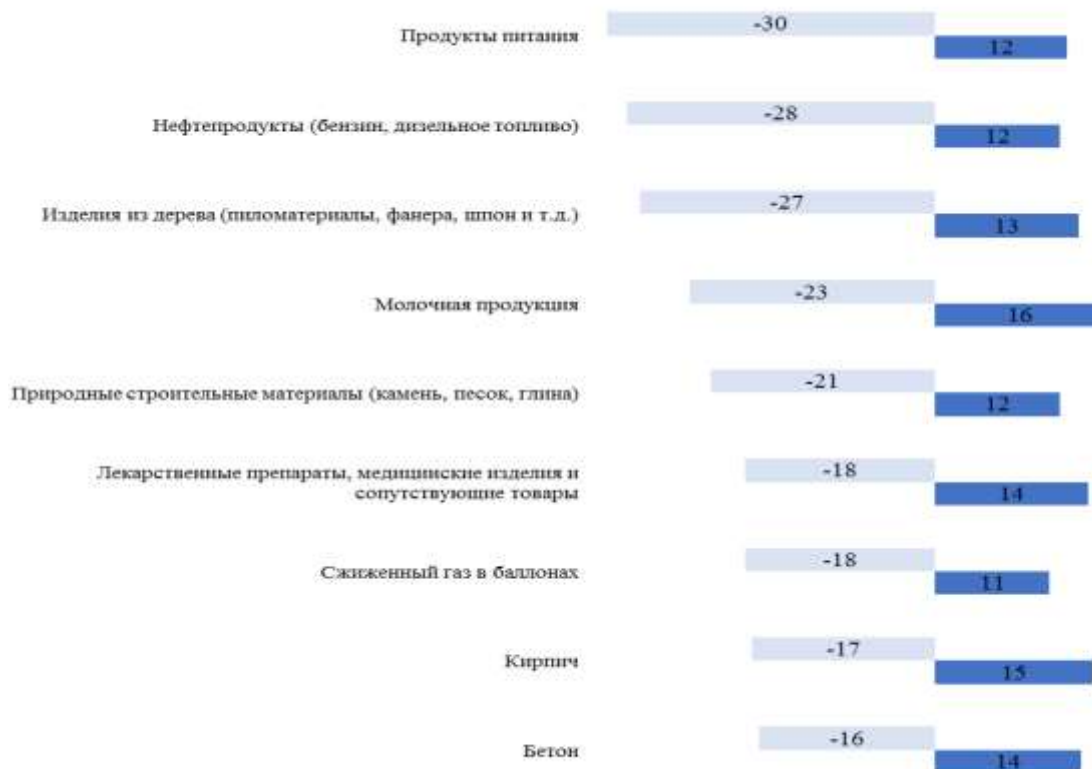 Продукты питания
-30
12
Нефтепродукты (бензин, дизельное топливо)
-28
12
Изделия из дерева (пиломатериалы, фанера, шпон и т.д.)
-27
13
Молочная продукция
-23
16
Природные строительные материалы (камень, песок, глина)
-21
12
Лекарственные препараты, медицинские изделия и
сопутствующие товары
-18
14
Сжиженный газ в баллонах
-18
11
Кирпич
-17
15
Бетон
-16
14